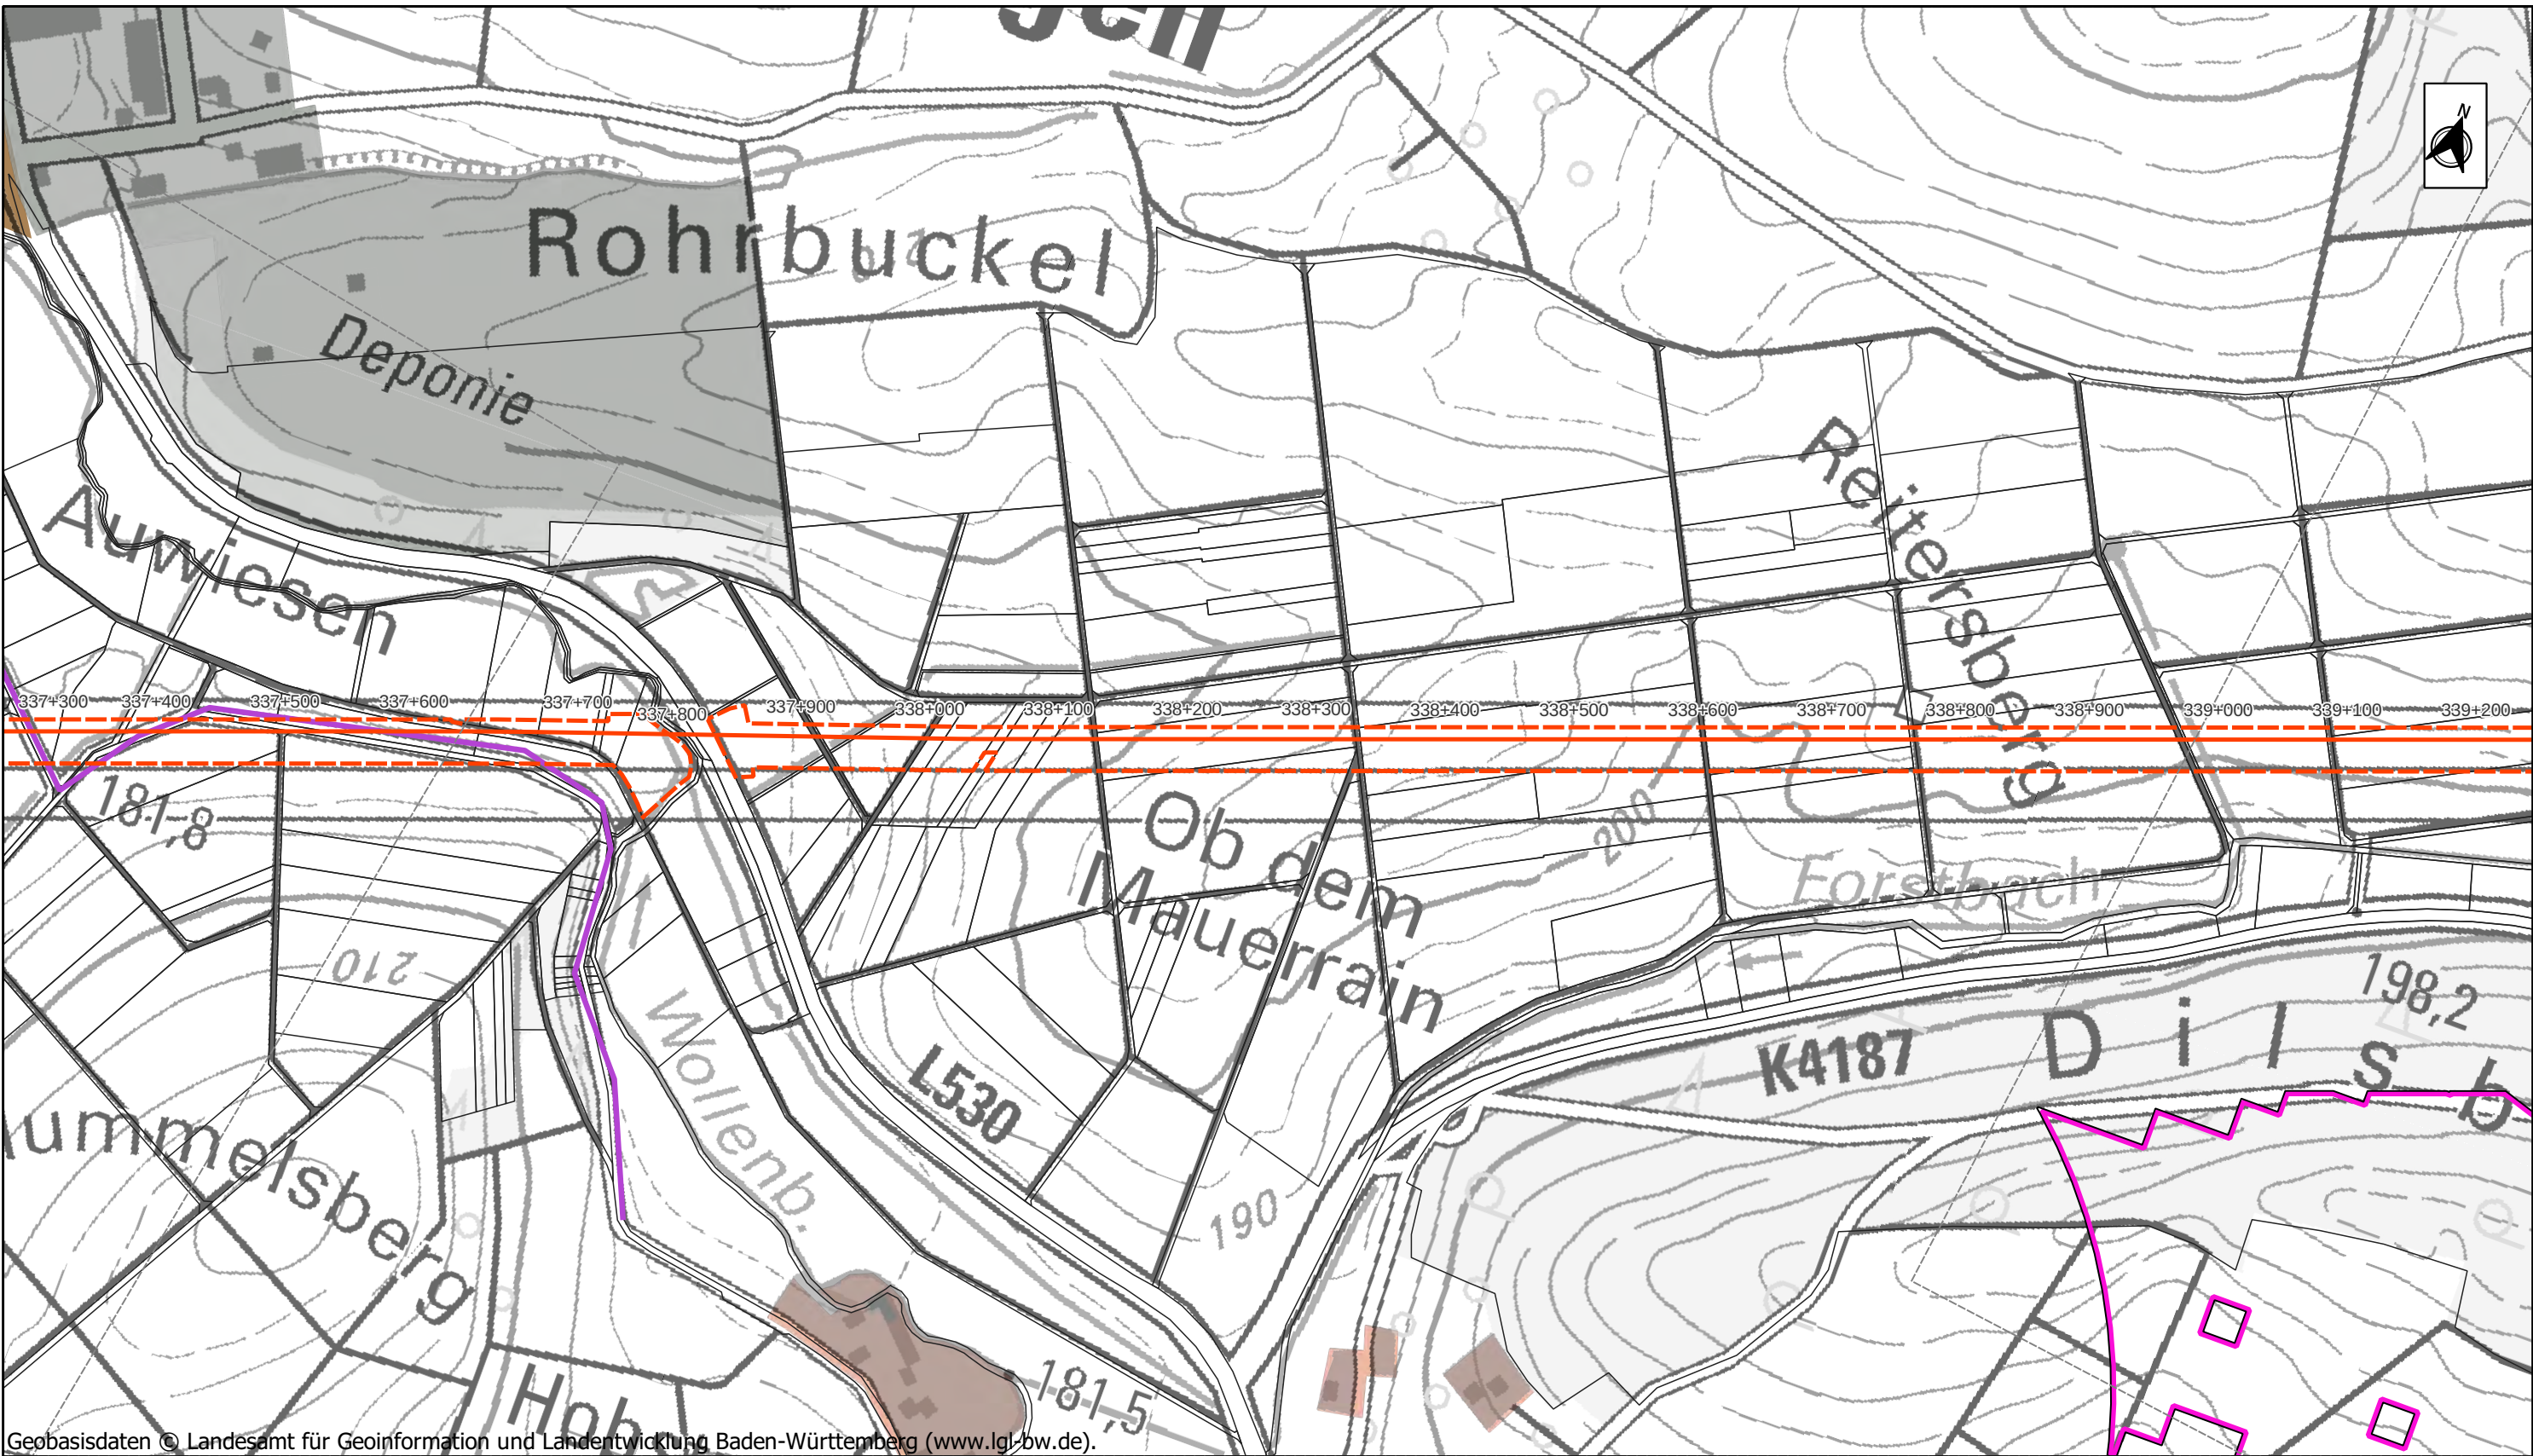 N
Rohrbuckel
Deponie
Auwiesen
Reitersberg
337+300 337+400 337+500 337+600 337+700 337+800 337+900 338+000 338+100 338+200 338+300 338+400 338+500 338+600 338+700 338+800 338+900 339+000 339+100 339+200
181,8
Ob dem
Mauerrain
200
Forstbach
210
Wollenb.
L530
K4187
198,2
Dilsb
ummelsberg
190
181,5
Geobasisdaten © Landesamt für Geoinformation und Landentwicklung Baden-Württemberg (www.lgl-bw.de).